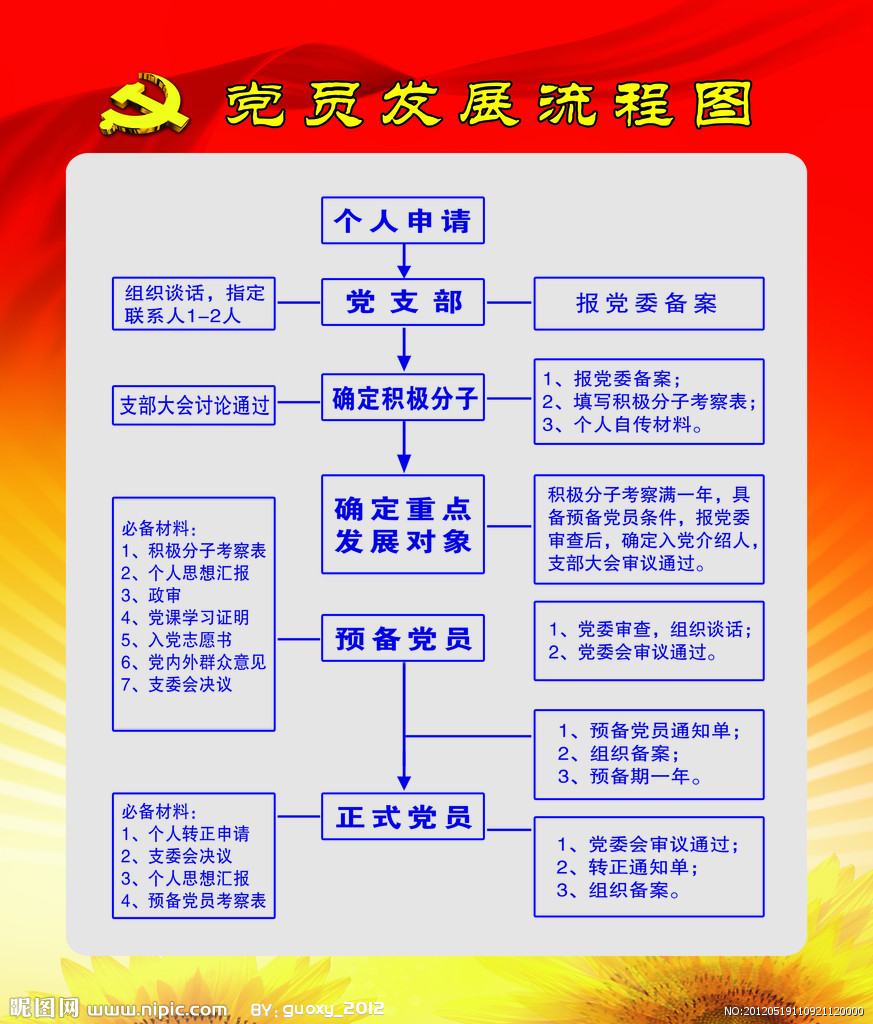 党员发展流程图
个人申请
组织谈话，指定
联系人1-2人
党支部
报党委备案
支部大会讨论通过
确定积极分子
1、报党委备案；
2、填写积极分子考察表；
3、个人自传材料。
确定重点
发展对象
积极分子考察满一年，具
备预备党员条件，报党委
审查后，确定入党介绍人，
支部大会审议通过。
必备材料：
1、积极分子考察表
2、个人思想汇报
3、政审
4、党课学习证明
5、入党志愿书
6、党内外群众意见
7、支委会决议
预备党员
1、党委审查，组织谈话；
2、党委会审议通过。
1、预备党员通知单；
2、组织备案；
3、预备期一年。
必备材料：
1、个人转正申请
2、支委会决议
3、个人思想汇报
4、预备党员考察表
正式党员
1、党委会审议通过；
2、转正通知单；
3、组织备案。
昵图网 www.nipic.com BY:guoxy_2012
NO:20120519110921120000